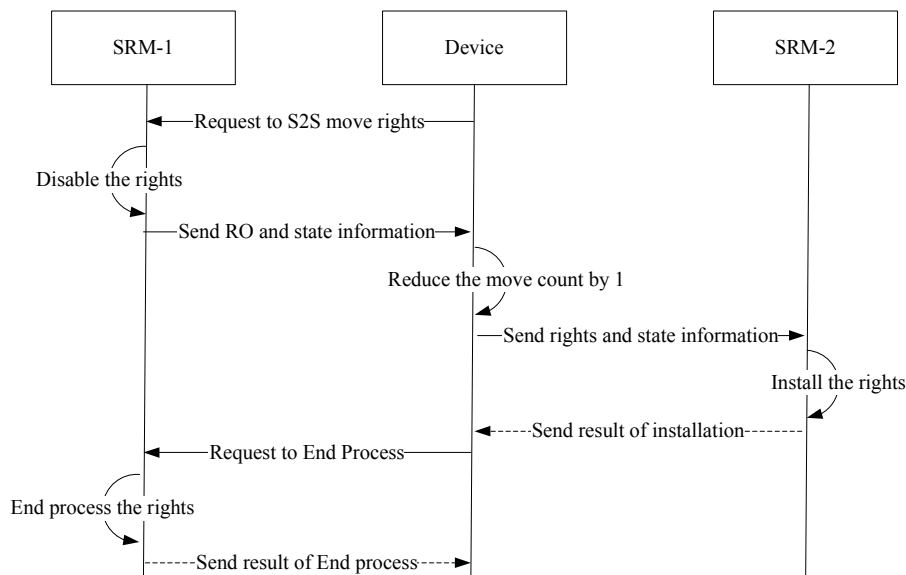 SRM-1
Device
SRM-2
Request to S2S move rights
Disable the rights
Send RO and state information
Reduce the move count by 1
Send rights and state information
Install the rights
Send result of installation
Request to End Process
End process the rights
Send result of End process